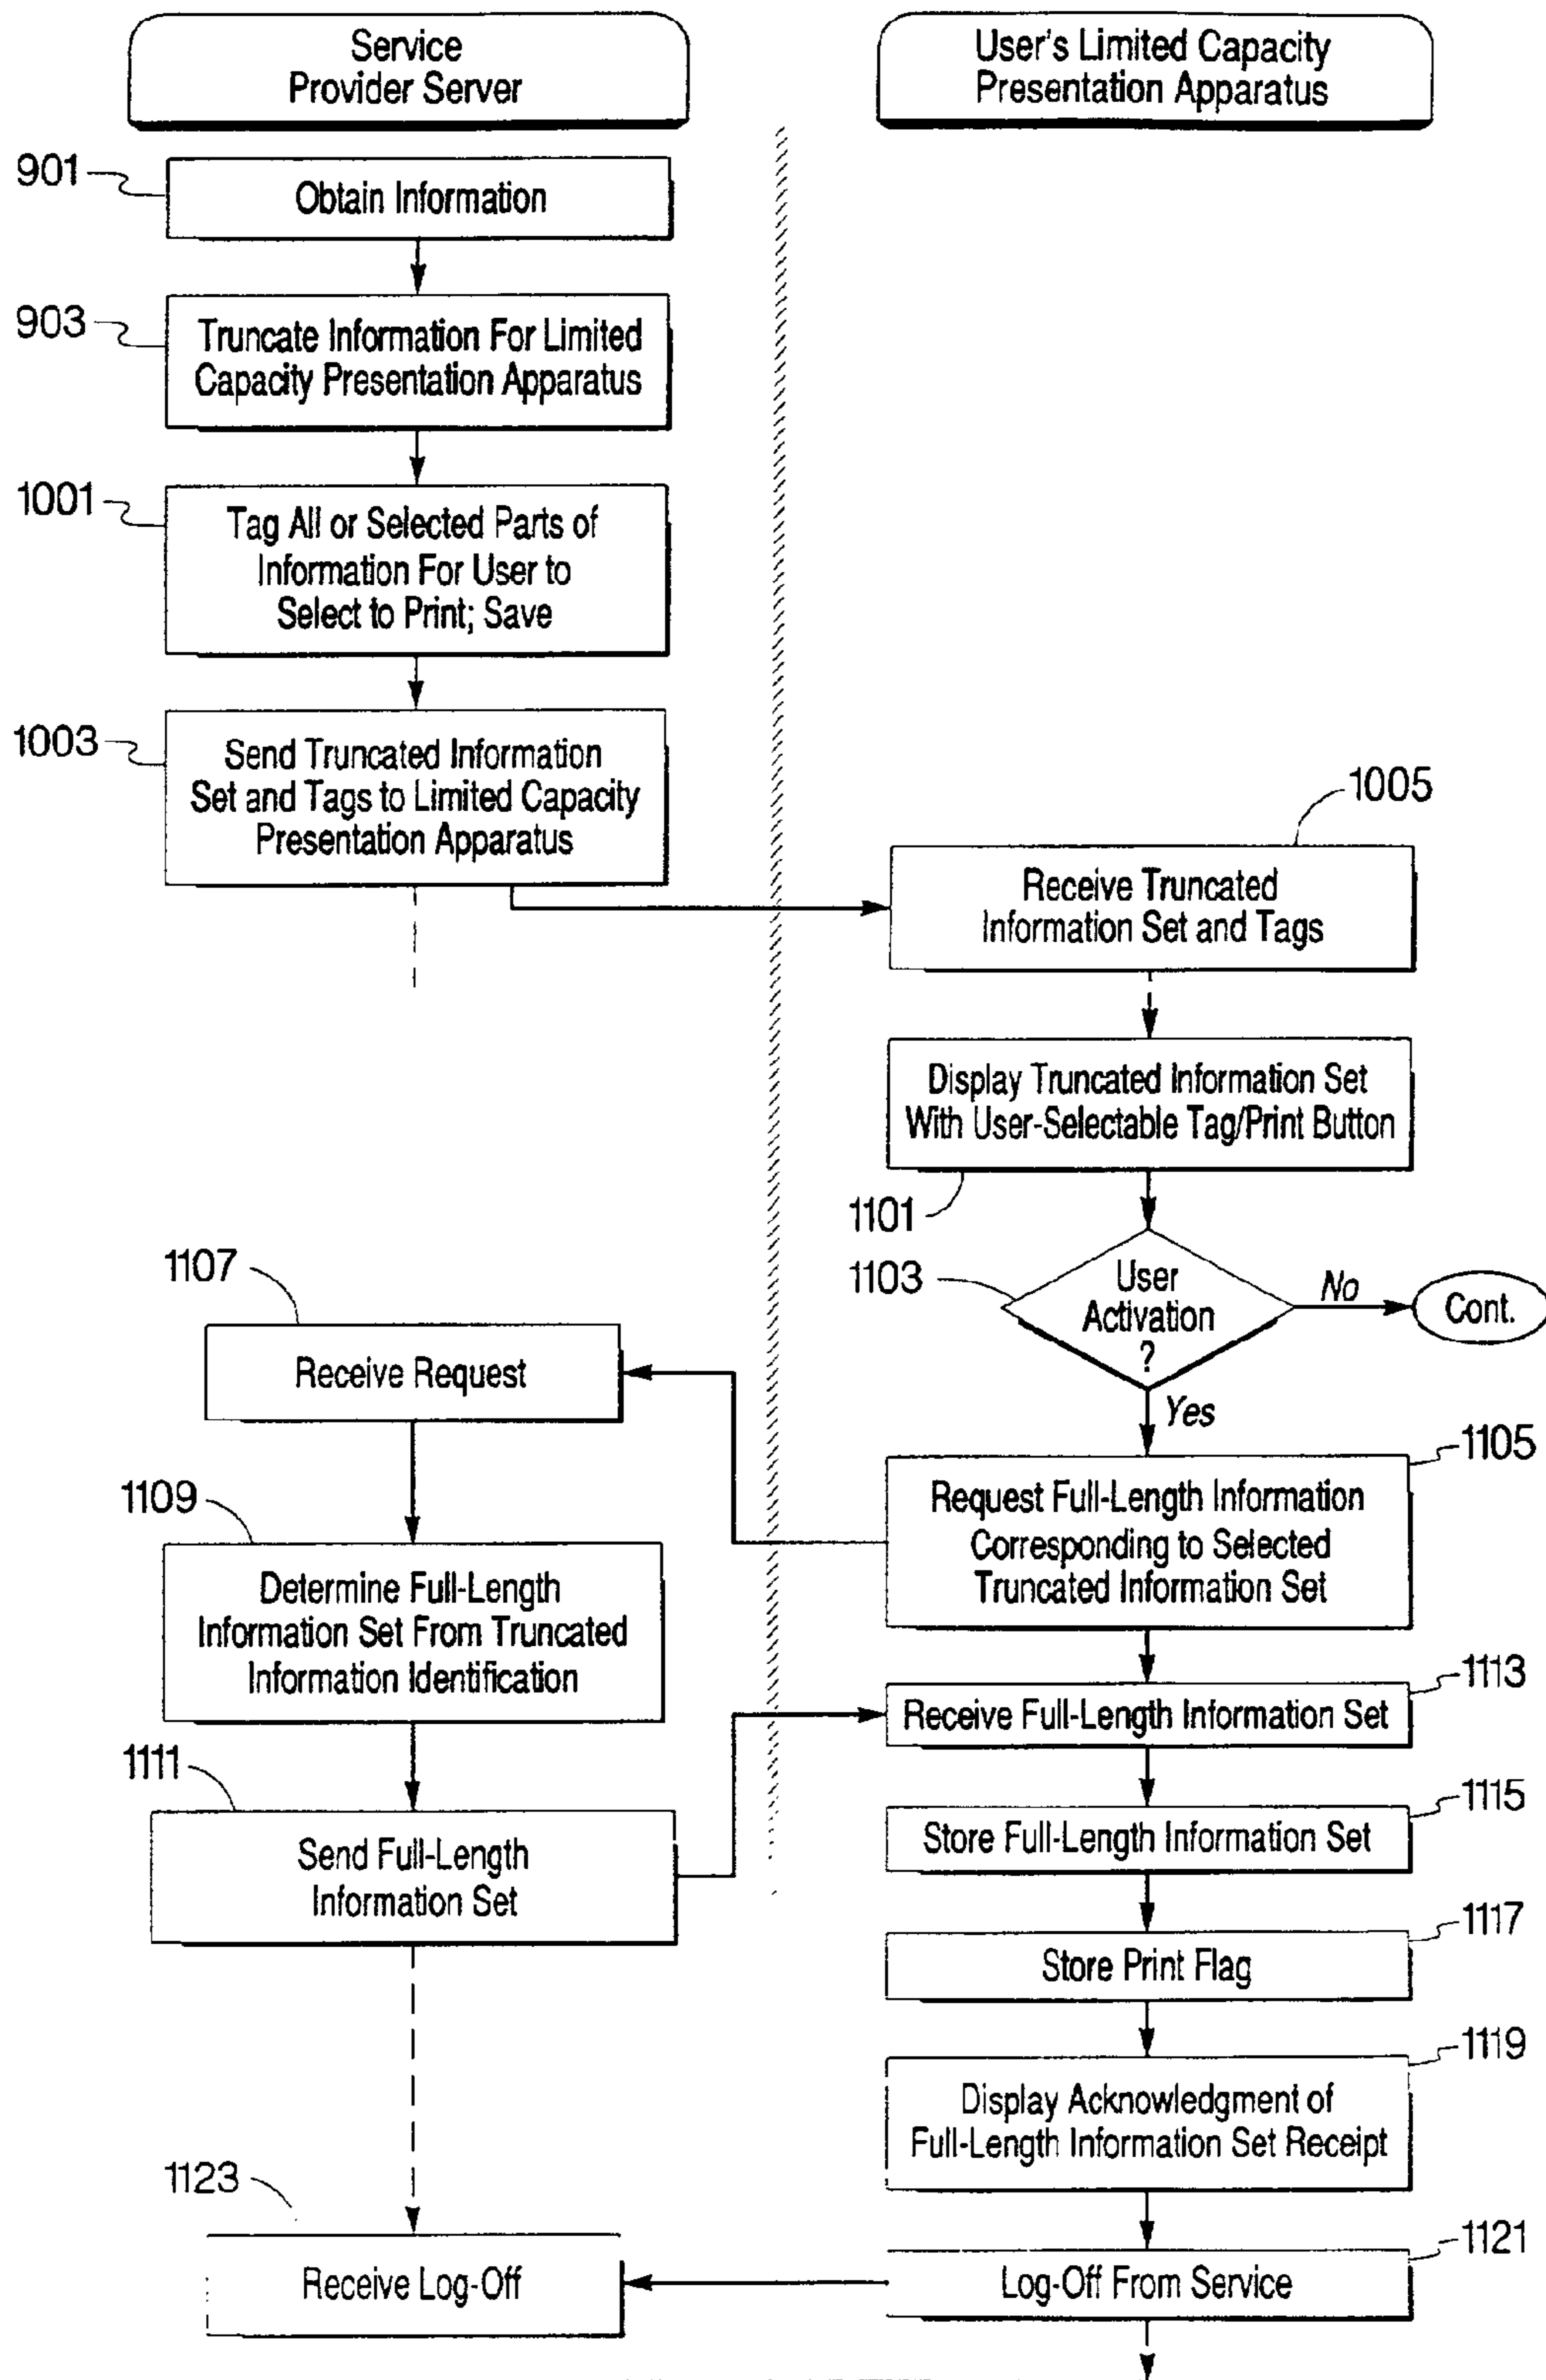 Service
Provider Server
User's Limited Capacity
Presentation Apparatus
901
Obtain Information
903
Truncate Information For Limited
Capacity Presentation Apparatus
1001
Tag All or Selected Parts of
Information For User to
Select to Print; Save
1003
Send Truncated Information
Set and Tags to Limited Capacity
Presentation Apparatus
1005
Receive Truncated
Information Set and Tags
Display Truncated Information Set
With User-Selectable Tag/Print Button
1101
1103
User
Activation
?
No
Cont.
Yes
1105
Request Full-Length Information
Corresponding to Selected
Truncated Information Set
1107
Receive Request
1109
Determine Full-Length
Information Set From Truncated
Information Identification
1111
Send Full-Length
Information Set
1113
Receive Full-Length Information Set
1115
Store Full-Length Information Set
1117
Store Print Flag
1119
Display Acknowledgment of
Full-Length Information Set Receipt
1121
Log-Off From Service
1123
Receive Log-Off